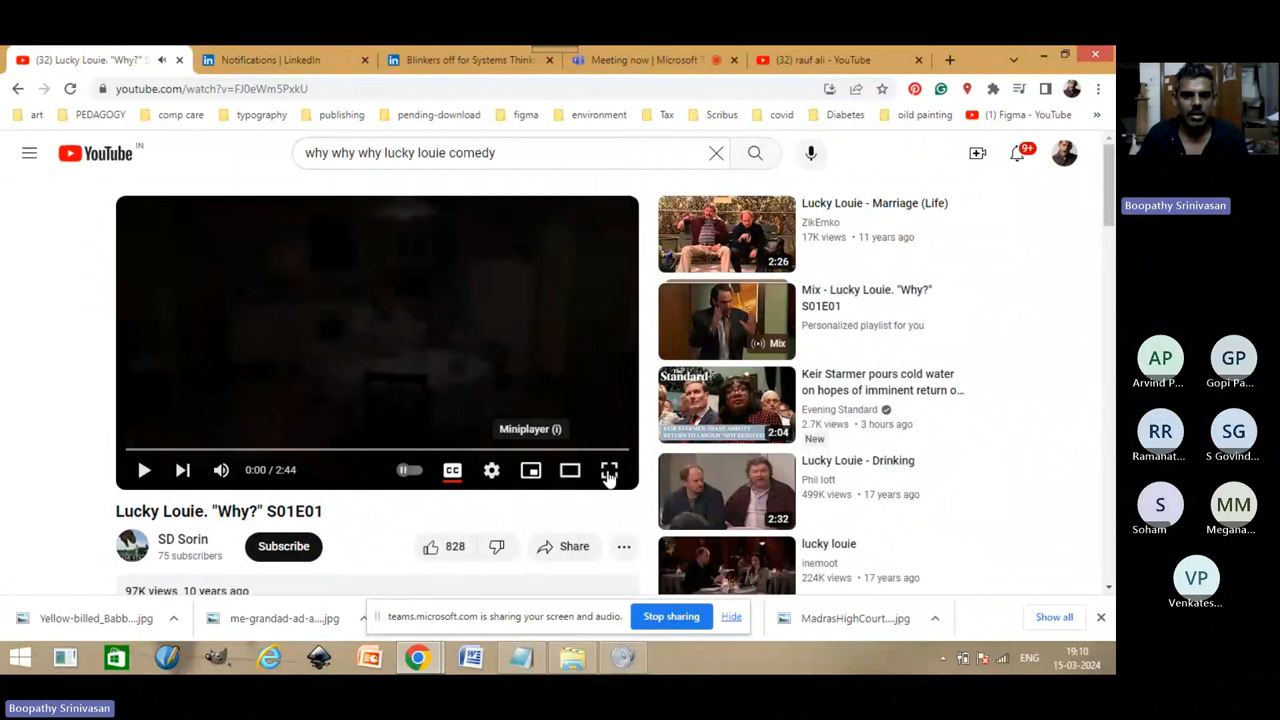 (32) Lucky Louie. "Why?" S
Notifications | LinkedIn
Blinkers off for Systems Think
Meeting now | Microsoft T
(32) rauf ali - YouTube
youtube.com/watch?v=FJ0eWm5PxkU
art
PEDAGOGY
comp care
typography
publishing
pending-download
figma
environment
Tax
Scribus
covid
Diabetes
oild painting
(1) Figma - YouTube
YouTube IN
why why why lucky louie comedy
9+
Miniplayer (i)
0:00 / 2:44
CC
Lucky Louie. "Why?" S01E01
SD Sorin
75 subscribers
Subscribe
828
Share
97K views 10 years ago
Lucky Louie - Marriage (Life)
ZikEmko
17K views • 11 years ago
2:26
Mix - Lucky Louie. "Why?"
S01E01
Personalized playlist for you
Mix
The Standard
Keir Starmer pours cold water
on hopes of imminent return o...
Evening Standard
2.7K views • 3 hours ago
New
2:04
Lucky Louie - Drinking
Phil lott
499K views • 17 years ago
2:32
lucky louie
inemoot
224K views • 17 years ago
Yellow-billed_Babb....jpg
me-grandad-ad-a....jpg
teams.microsoft.com is sharing your screen and audio.
Stop sharing
Hide
MadrasHighCourt....jpg
Show all
ENG
19:10
15-03-2024
Boopathy Srinivasan
AP
Arvind P...
GP
Gopi Pa...
RR
Ramanat...
SG
S Govind...
S
Soham
MM
Megana...
VP
Venkates...
Boopathy Srinivasan